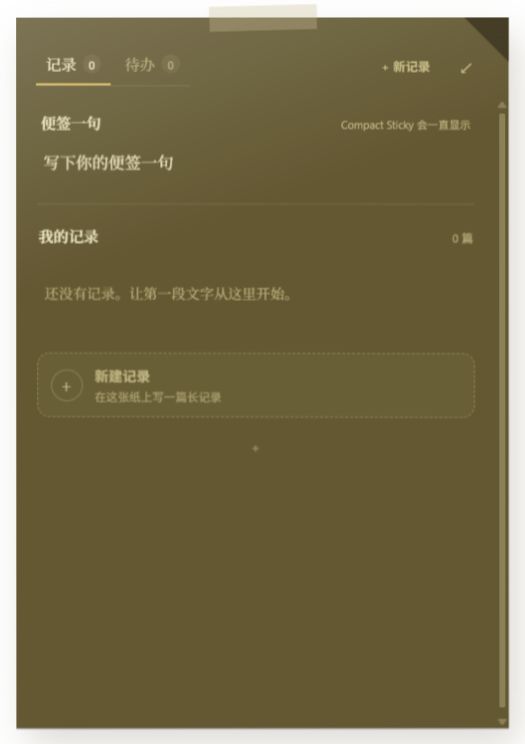 记录 0 待办 0 + 新记录
便签一句 Compact Sticky 会一直显示
写下你的便签一句
我的记录 0 篇
还没有记录。让第一段文字从这里开始。
新建记录
在这张纸上写一篇长记录